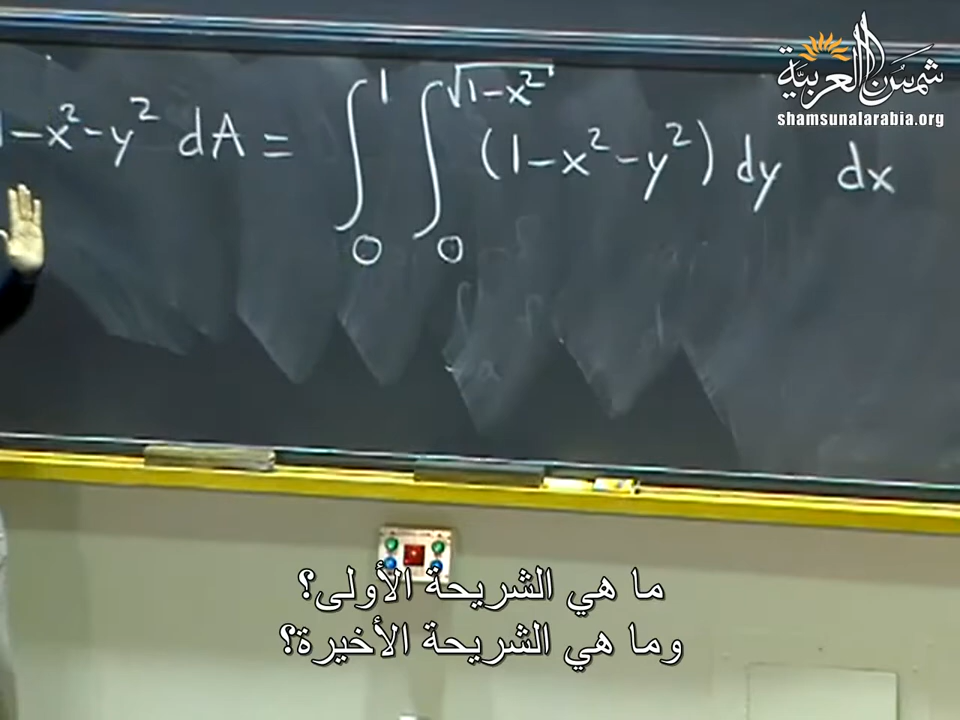 شمسُ العربيَّة
shamsunalarabia.org
1-x²-y² dA = ∫₀¹ ∫₀^√(1-x²) (1-x²-y²) dy dx
ما هي الشريحة الأولى؟
وما هي الشريحة الأخيرة؟